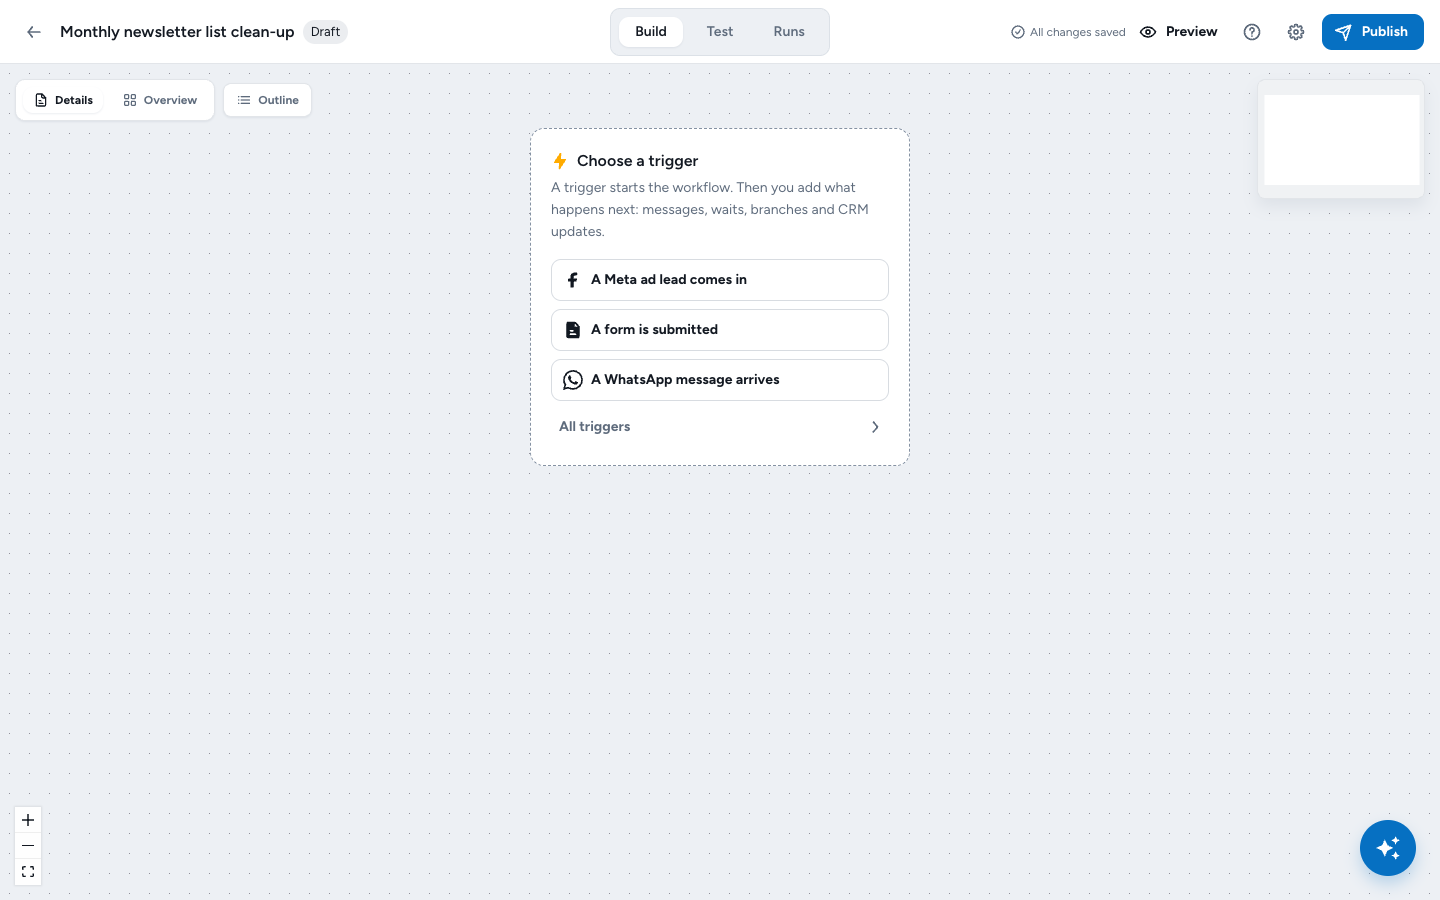 Monthly newsletter list clean-up
Draft
Build
Test
Runs
All changes saved
Preview
Publish
Details
Overview
Outline
Choose a trigger
A trigger starts the workflow. Then you add what
happens next: messages, waits, branches and CRM
updates.
A Meta ad lead comes in
A form is submitted
A WhatsApp message arrives
All triggers